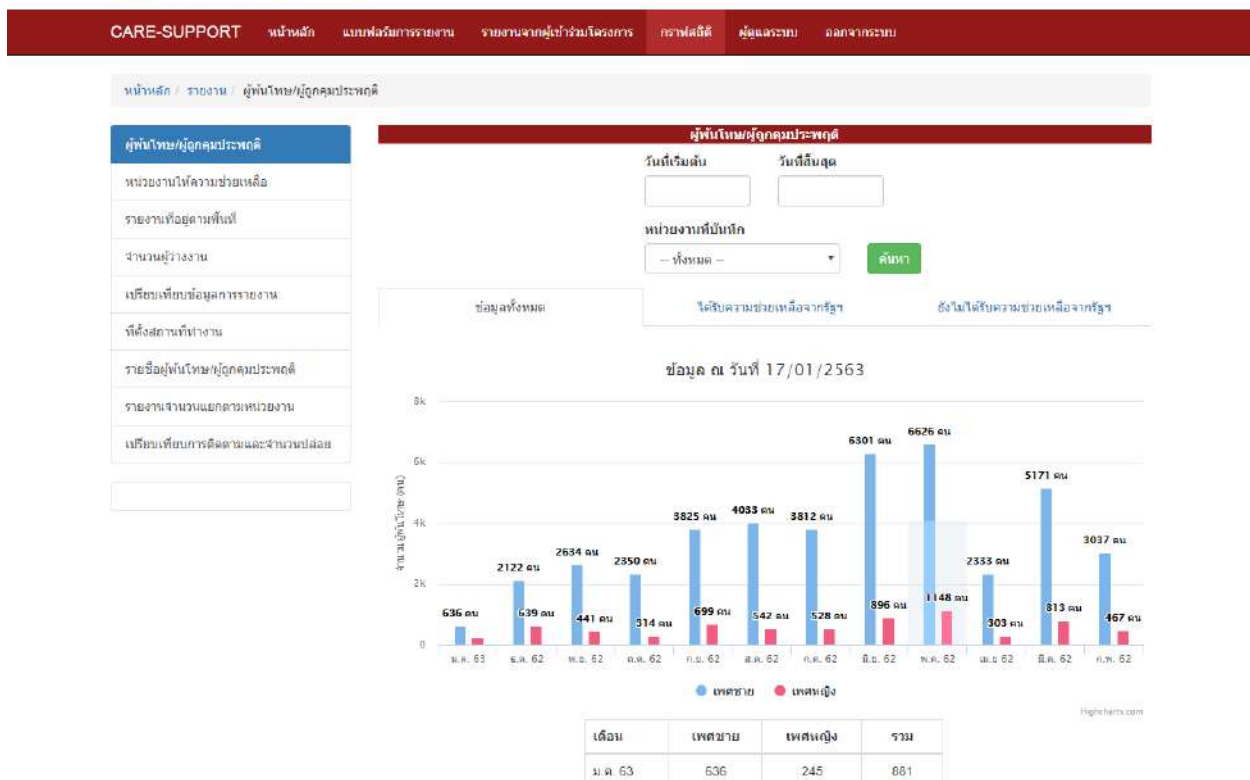 CARE-SUPPORT หน้าหลัก แบบฟอร์มการรายงาน รายงานจากผู้เข้าร่วมโครงการ กราฟสถิติ ผู้ดูแลระบบ ออกจากระบบ
หน้าหลัก / รายงาน / ผู้พ้นโทษ/ผู้ถูกคุมประพฤติ
ผู้พ้นโทษ/ผู้ถูกคุมประพฤติ
หน่วยงานให้ความช่วยเหลือ
รายงานที่อยู่ตามพื้นที่
จำนวนผู้ว่างงาน
เปรียบเทียบข้อมูลการรายงาน
ที่ตั้งสถานที่ทำงาน
รายชื่อผู้พ้นโทษ/ผู้ถูกคุมประพฤติ
รายงานจำนวนแยกตามหน่วยงาน
เปรียบเทียบการติดตามและจำนวนปล่อย
ผู้พ้นโทษ/ผู้ถูกคุมประพฤติ
วันที่เริ่มต้น วันที่สิ้นสุด
หน่วยงานที่บันทึก
-- ทั้งหมด -- ค้นหา
ข้อมูลทั้งหมด ได้รับความช่วยเหลือจากรัฐฯ ยังไม่ได้รับความช่วยเหลือจากรัฐฯ
ข้อมูล ณ วันที่ 17/01/2563
จำนวนผู้พ้นโทษ (คน)
8k
6k
4k
2k
0
636 คน 2122 คน 2634 คน 2350 คน 3825 คน 4033 คน 3812 คน 6301 คน 6626 คน 2333 คน 5171 คน 3037 คน
639 คน 441 คน 314 คน 699 คน 542 คน 528 คน 896 คน 1148 คน 303 คน 813 คน 467 คน
ม.ค. 63 ธ.ค. 62 พ.ย. 62 ต.ค. 62 ก.ย. 62 ส.ค. 62 ก.ค. 62 มิ.ย. 62 พ.ค. 62 เม.ย 62 มี.ค. 62 ก.พ. 62
เพศชาย เพศหญิง
Highcharts.com
เดือน เพศชาย เพศหญิง รวม
ม.ค. 63 636 245 881